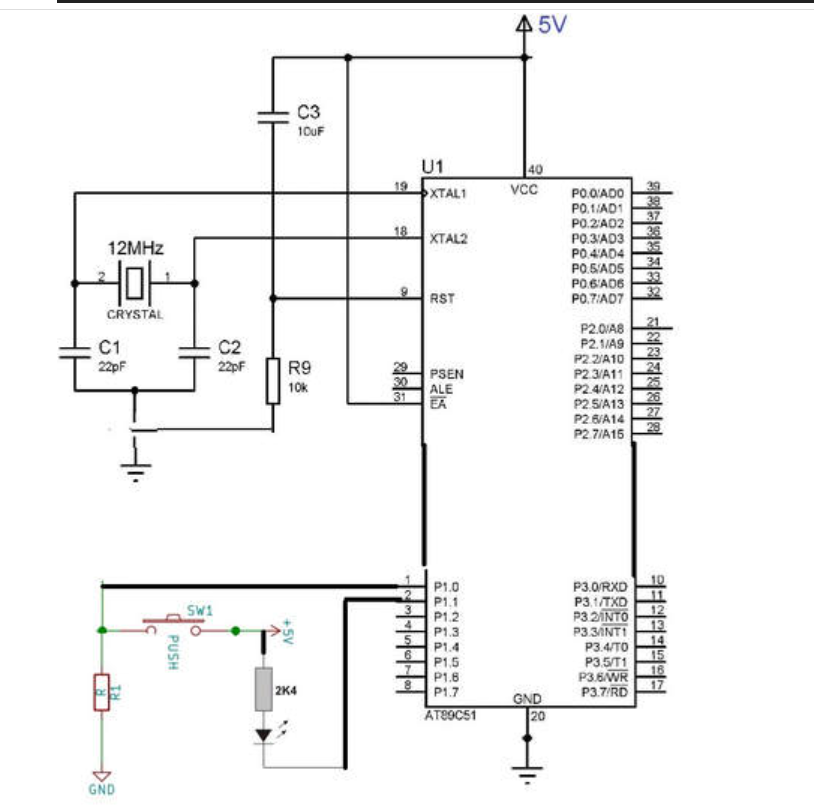 5V
C3
10uF
U1
40
VCC
19
XTAL1
18
XTAL2
9
RST
29
PSEN
30
ALE
31
EA
P0.0/AD0
39
P0.1/AD1
38
P0.2/AD2
37
P0.3/AD3
36
P0.4/AD4
35
P0.5/AD5
34
P0.6/AD6
33
P0.7/AD7
32
P2.0/A8
21
P2.1/A9
22
P2.2/A10
23
P2.3/A11
24
P2.4/A12
25
P2.5/A13
26
P2.6/A14
27
P2.7/A15
28
12MHz
2
1
CRYSTAL
C1
22pF
C2
22pF
R9
10k
1
P1.0
2
P1.1
3
P1.2
4
P1.3
5
P1.4
6
P1.5
7
P1.6
8
P1.7
P3.0/RXD
10
P3.1/TXD
11
P3.2/INT0
12
P3.3/INT1
13
P3.4/T0
14
P3.5/T1
15
P3.6/WR
16
P3.7/RD
17
GND
20
AT89C51
SW1
PUSH
+5V
R
R1
2K4
GND